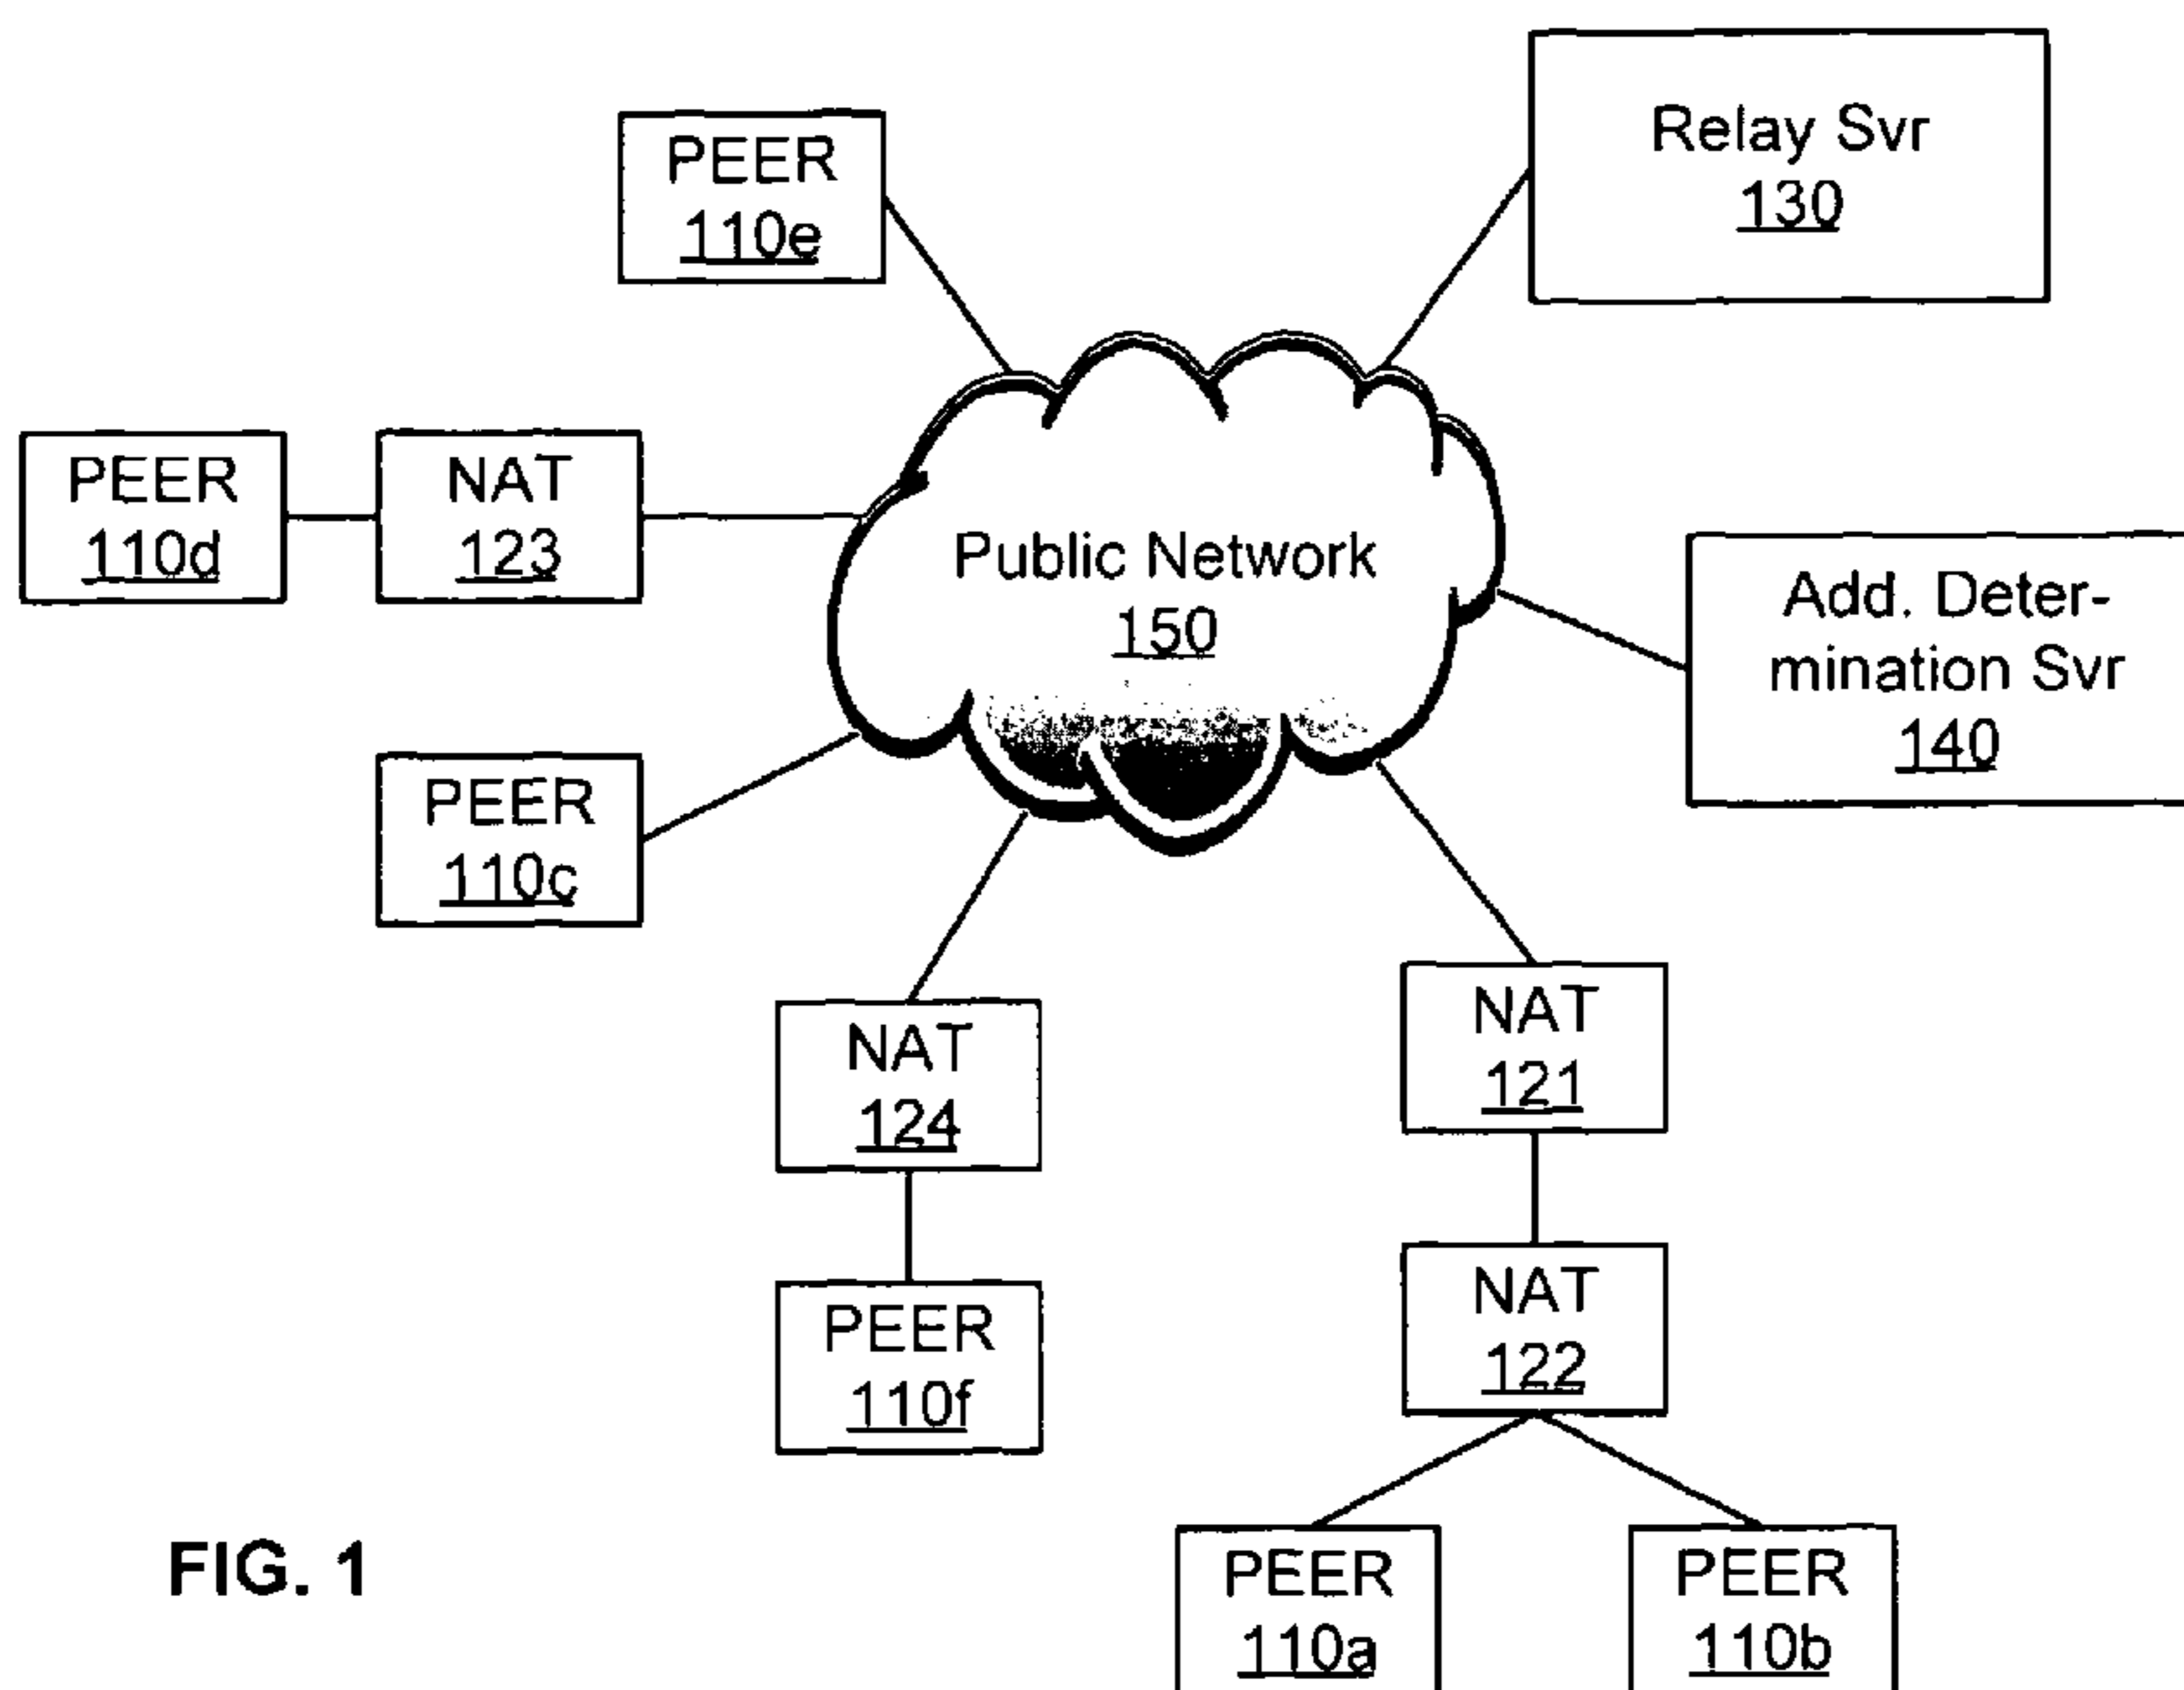 Relay Svr
130
PEER
110e
PEER
110d
NAT
123
Public Network
150
Add. Deter-
mination Svr
140
PEER
110c
NAT
124
NAT
121
PEER
110f
NAT
122
FIG. 1
PEER
110a
PEER
110b